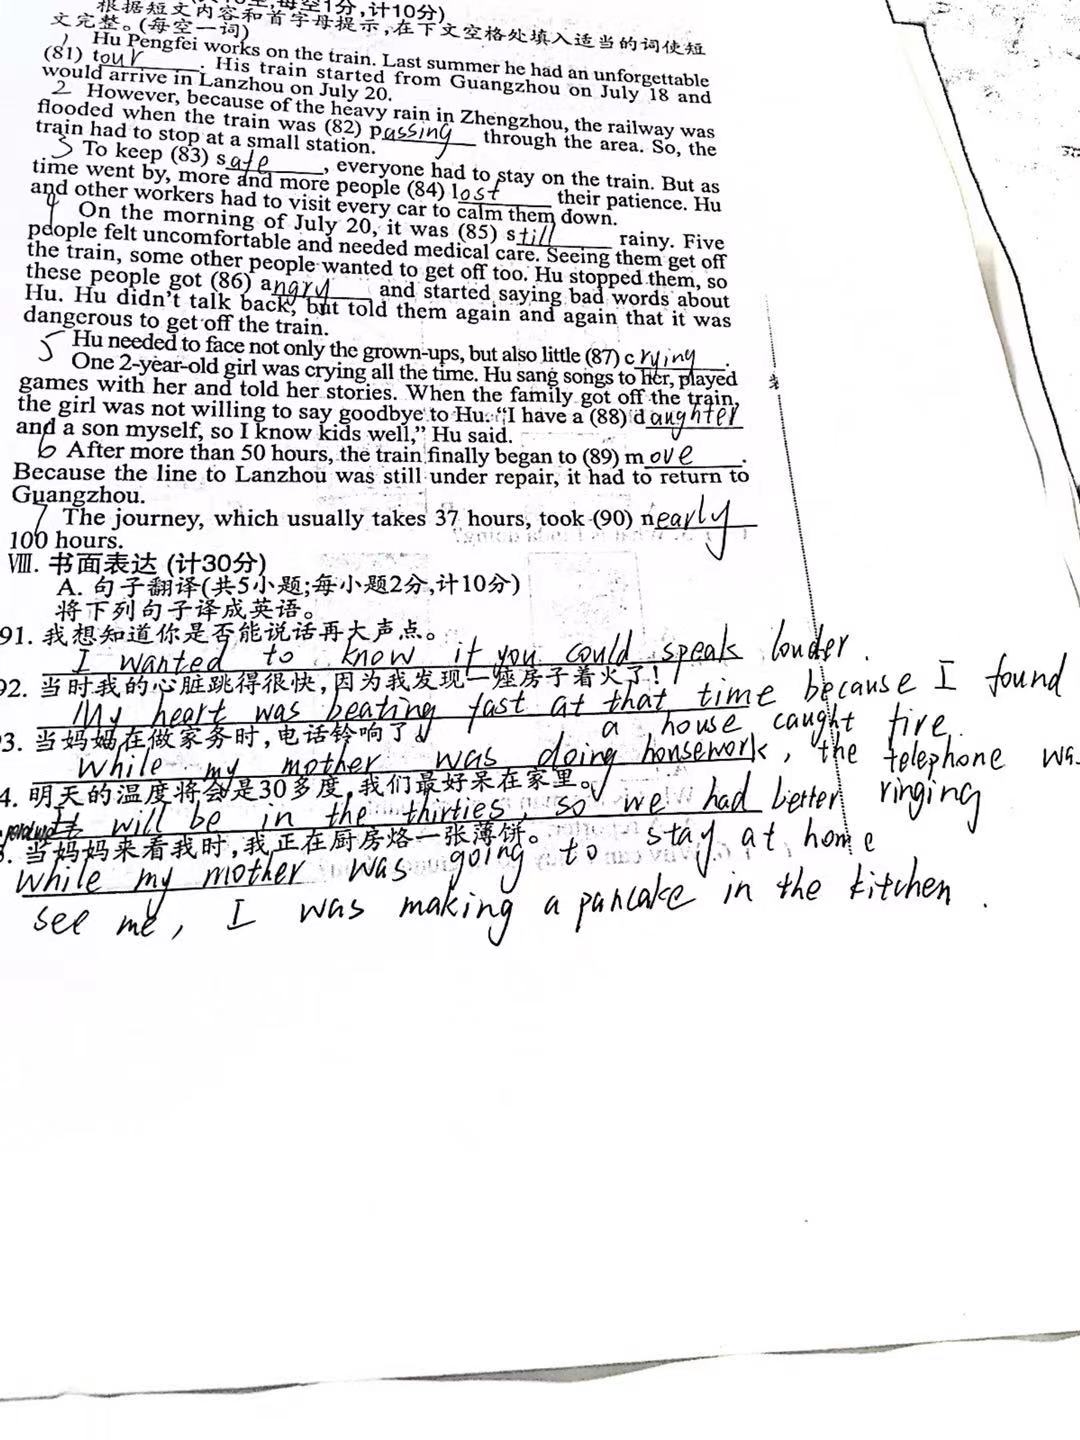 每空1分,计10分)
根据短文内容和首字母提示,在下文空格处填入适当的词使短
文完整。(每空一词)
1 Hu Pengfei works on the train. Last summer he had an unforgettable
(81) tour. His train started from Guangzhou on July 18 and
would arrive in Lanzhou on July 20.
2 However, because of the heavy rain in Zhengzhou, the railway was
flooded when the train was (82) passing through the area. So, the
train had to stop at a small station.
3 To keep (83) safe, everyone had to stay on the train. But as
time went by, more and more people (84) lost their patience. Hu
and other workers had to visit every car to calm them down.
4 On the morning of July 20, it was (85) still rainy. Five
people felt uncomfortable and needed medical care. Seeing them get off
the train, some other people wanted to get off too. Hu stopped them, so
these people got (86) angry and started saying bad words about
Hu. Hu didn't talk back, but told them again and again that it was
dangerous to get off the train.
5 Hu needed to face not only the grown-ups, but also little (87) crying.
One 2-year-old girl was crying all the time. Hu sang songs to her, played
games with her and told her stories. When the family got off the train,
the girl was not willing to say goodbye to Hu. "I have a (88) daughter
and a son myself, so I know kids well," Hu said.
6 After more than 50 hours, the train finally began to (89) move.
Because the line to Lanzhou was still under repair, it had to return to
Guangzhou.
7 The journey, which usually takes 37 hours, took (90) nearly
100 hours.
Ⅷ. 书面表达 (计30分)
A. 句子翻译(共5小题;每小题2分,计10分)
将下列句子译成英语。
91. 我想知道你是否能说话再大声点。
I wanted to know if you could speak louder.
92. 当时我的心脏跳得很快,因为我发现一座房子着火了!
My heart was beating fast at that time because I found
a house caught fire.
3. 当妈妈在做家务时,电话铃响了。
While my mother was doing housework, the telephone was
ringing
4. 明天的温度将会是30多度,我们最好呆在家里。
It will be in the thirties, so we had better
stay at home
5. 当妈妈来看我时,我正在厨房烙一张薄饼。
While my mother was going to
see me, I was making a pancake in the kitchen.